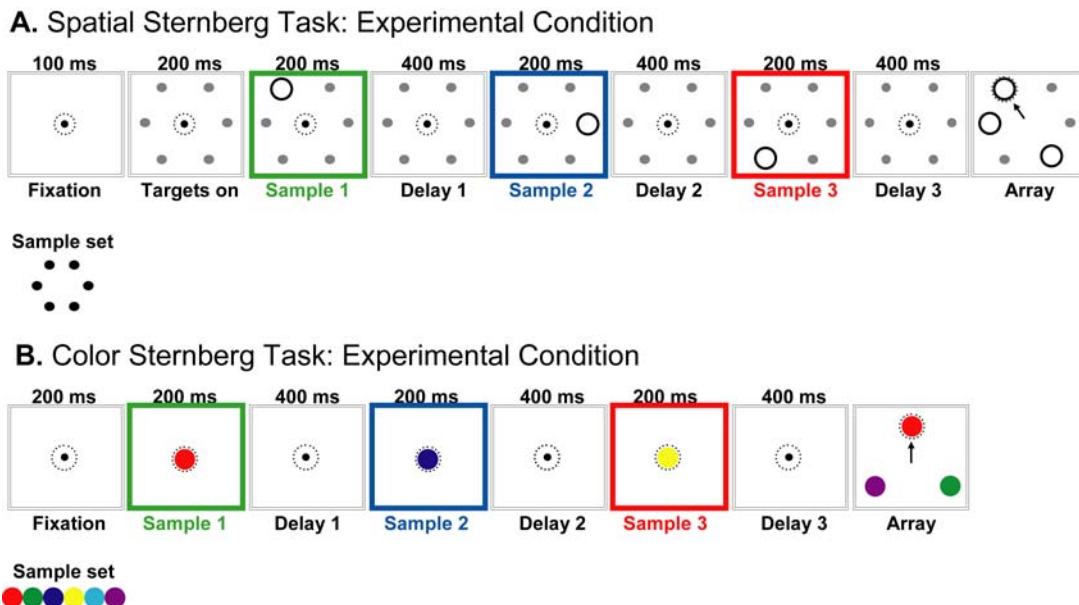 A. Spatial Sternberg Task: Experimental Condition
100 ms 200 ms 200 ms 400 ms 200 ms 400 ms 200 ms 400 ms
Fixation Targets on Sample 1 Delay 1 Sample 2 Delay 2 Sample 3 Delay 3 Array
Sample set
B. Color Sternberg Task: Experimental Condition
200 ms 200 ms 400 ms 200 ms 400 ms 200 ms 400 ms
Fixation Sample 1 Delay 1 Sample 2 Delay 2 Sample 3 Delay 3 Array
Sample set